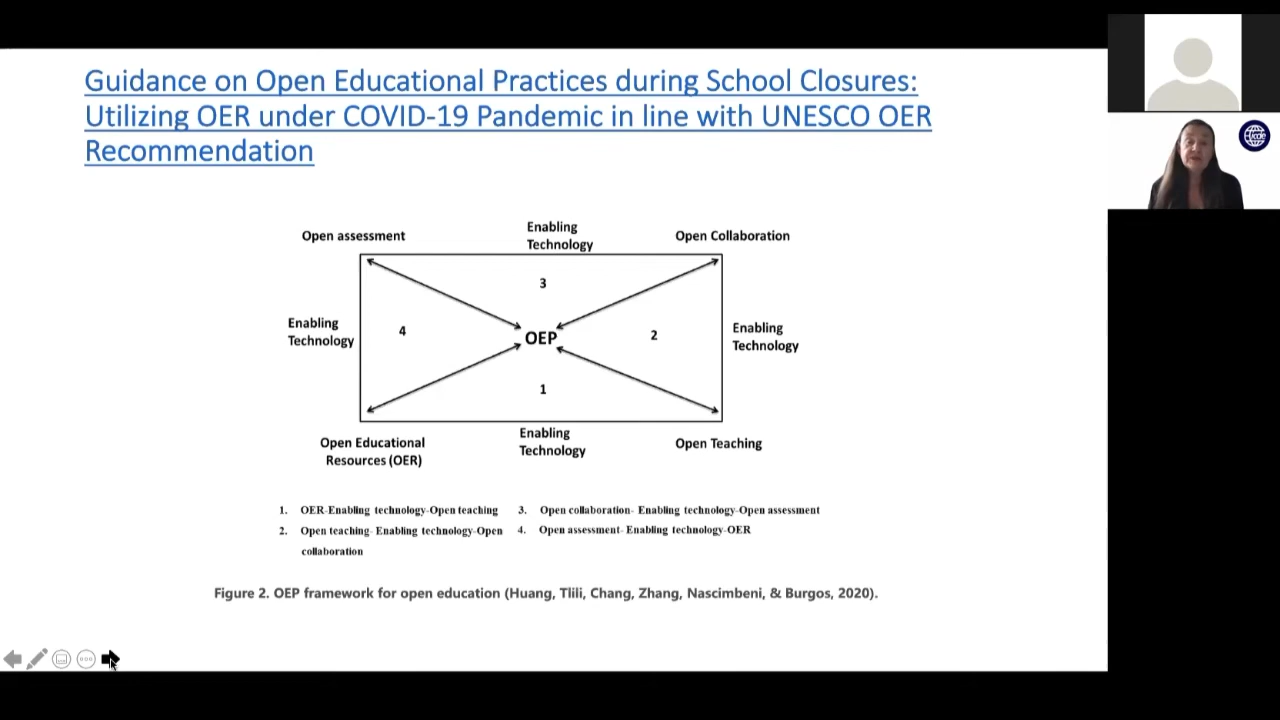 Guidance on Open Educational Practices during School Closures:
Utilizing OER under COVID-19 Pandemic in line with UNESCO OER
Recommendation
Open assessment
Enabling
Technology
Open Collaboration
3
Enabling
Technology
4
OEP
2
Enabling
Technology
1
Open Educational
Resources (OER)
Enabling
Technology
Open Teaching
1. OER-Enabling technology-Open teaching
2. Open teaching- Enabling technology-Open
collaboration
3. Open collaboration- Enabling technology-Open assessment
4. Open assessment- Enabling technology-OER
Figure 2. OEP framework for open education (Huang, Tlili, Chang, Zhang, Nascimbeni, & Burgos, 2020).
icde